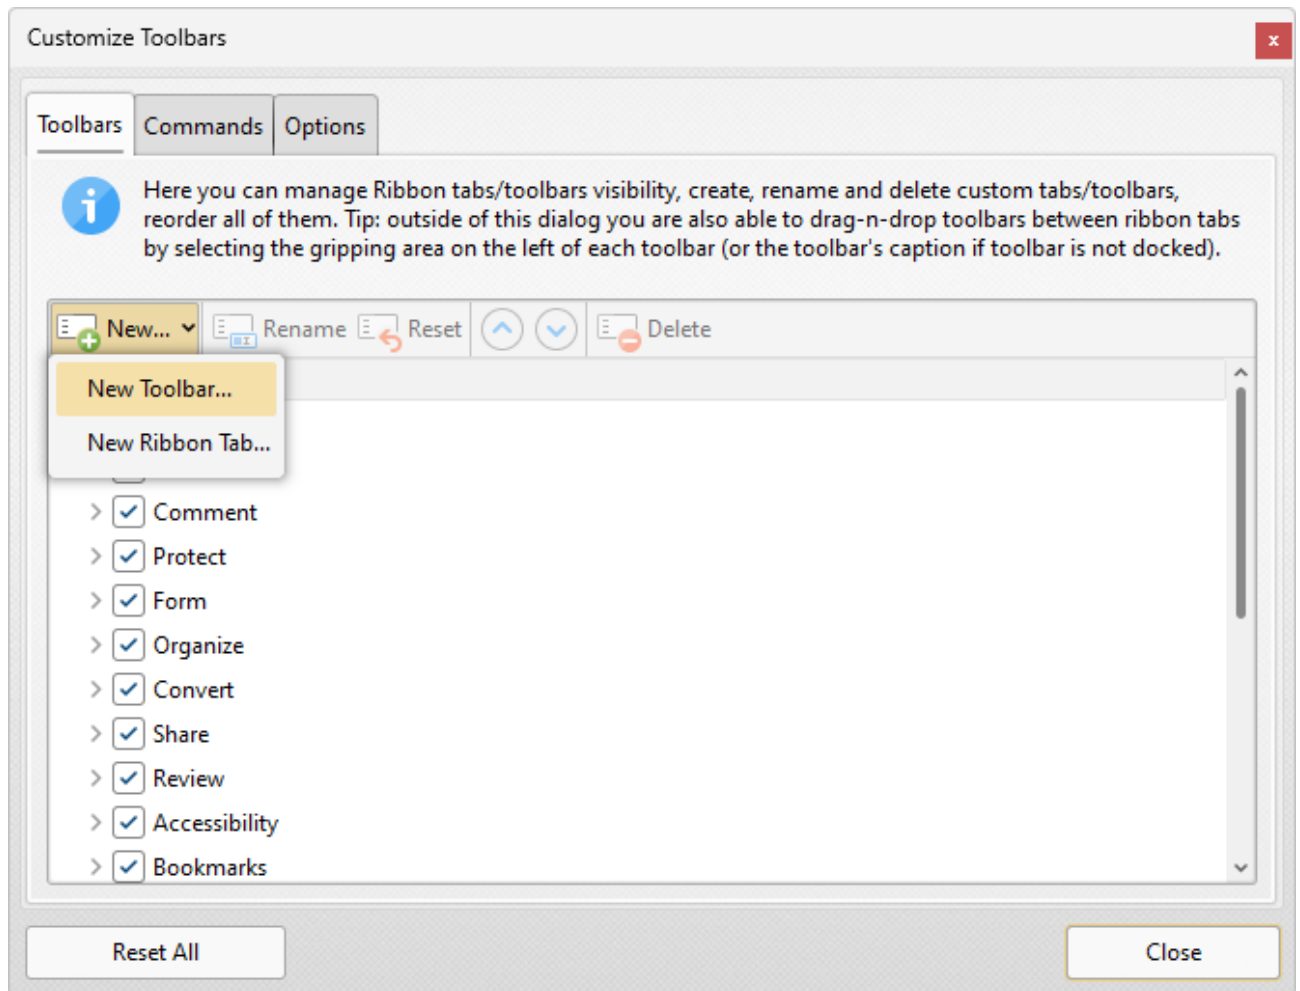 Customize Toolbars
x
Toolbars Commands Options
Here you can manage Ribbon tabs/toolbars visibility, create, rename and delete custom tabs/toolbars,
reorder all of them. Tip: outside of this dialog you are also able to drag-n-drop toolbars between ribbon tabs
by selecting the gripping area on the left of each toolbar (or the toolbar's caption if toolbar is not docked).
New... Rename Reset Delete
New Toolbar...
New Ribbon Tab...
Comment
Protect
Form
Organize
Convert
Share
Review
Accessibility
Bookmarks
Reset All Close